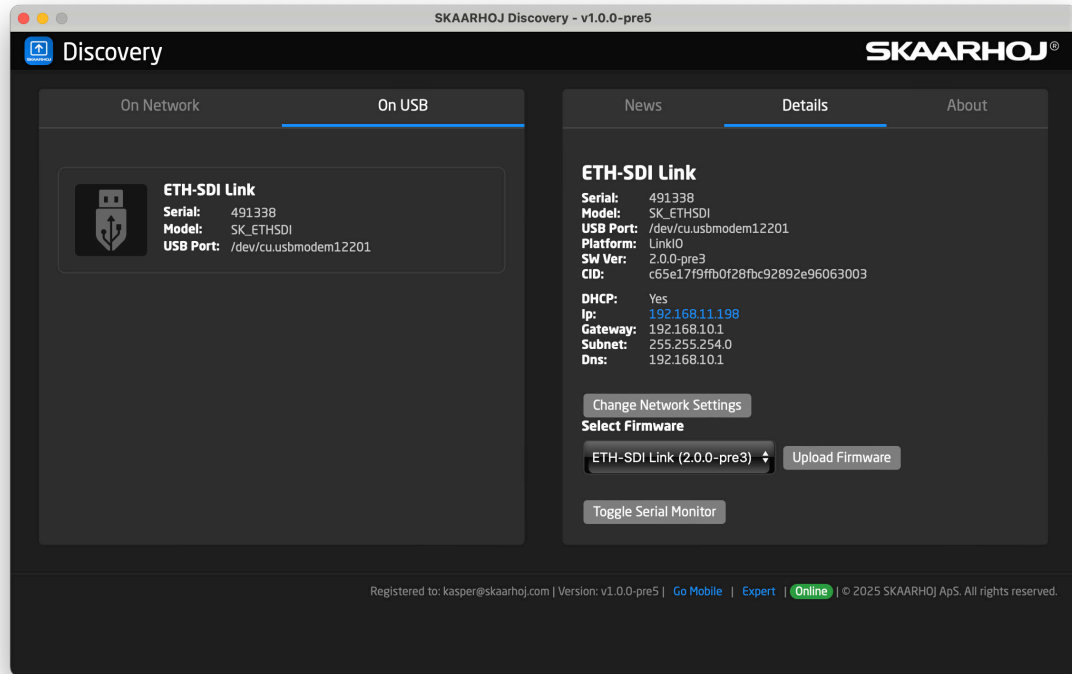 SKAARHOJ Discovery - v1.0.0-pre5
SKAARHOJ
Discovery
SKAARHOJ®
On Network
On USB
ETH-SDI Link
Serial: 491338
Model: SK_ETHSDI
USB Port: /dev/cu.usbmodem12201
News
Details
About
ETH-SDI Link
Serial: 491338
Model: SK_ETHSDI
USB Port: /dev/cu.usbmodem12201
Platform: LinkIO
SW Ver: 2.0.0-pre3
CID: c65e17f9ffb0f28fbc92892e96063003
DHCP: Yes
Ip: 192.168.11.198
Gateway: 192.168.10.1
Subnet: 255.255.254.0
Dns: 192.168.10.1
Change Network Settings
Select Firmware
ETH-SDI Link (2.0.0-pre3)
Upload Firmware
Toggle Serial Monitor
Registered to: kasper@skaarhoj.com | Version: v1.0.0-pre5 | Go Mobile | Expert | Online | © 2025 SKAARHOJ ApS. All rights reserved.